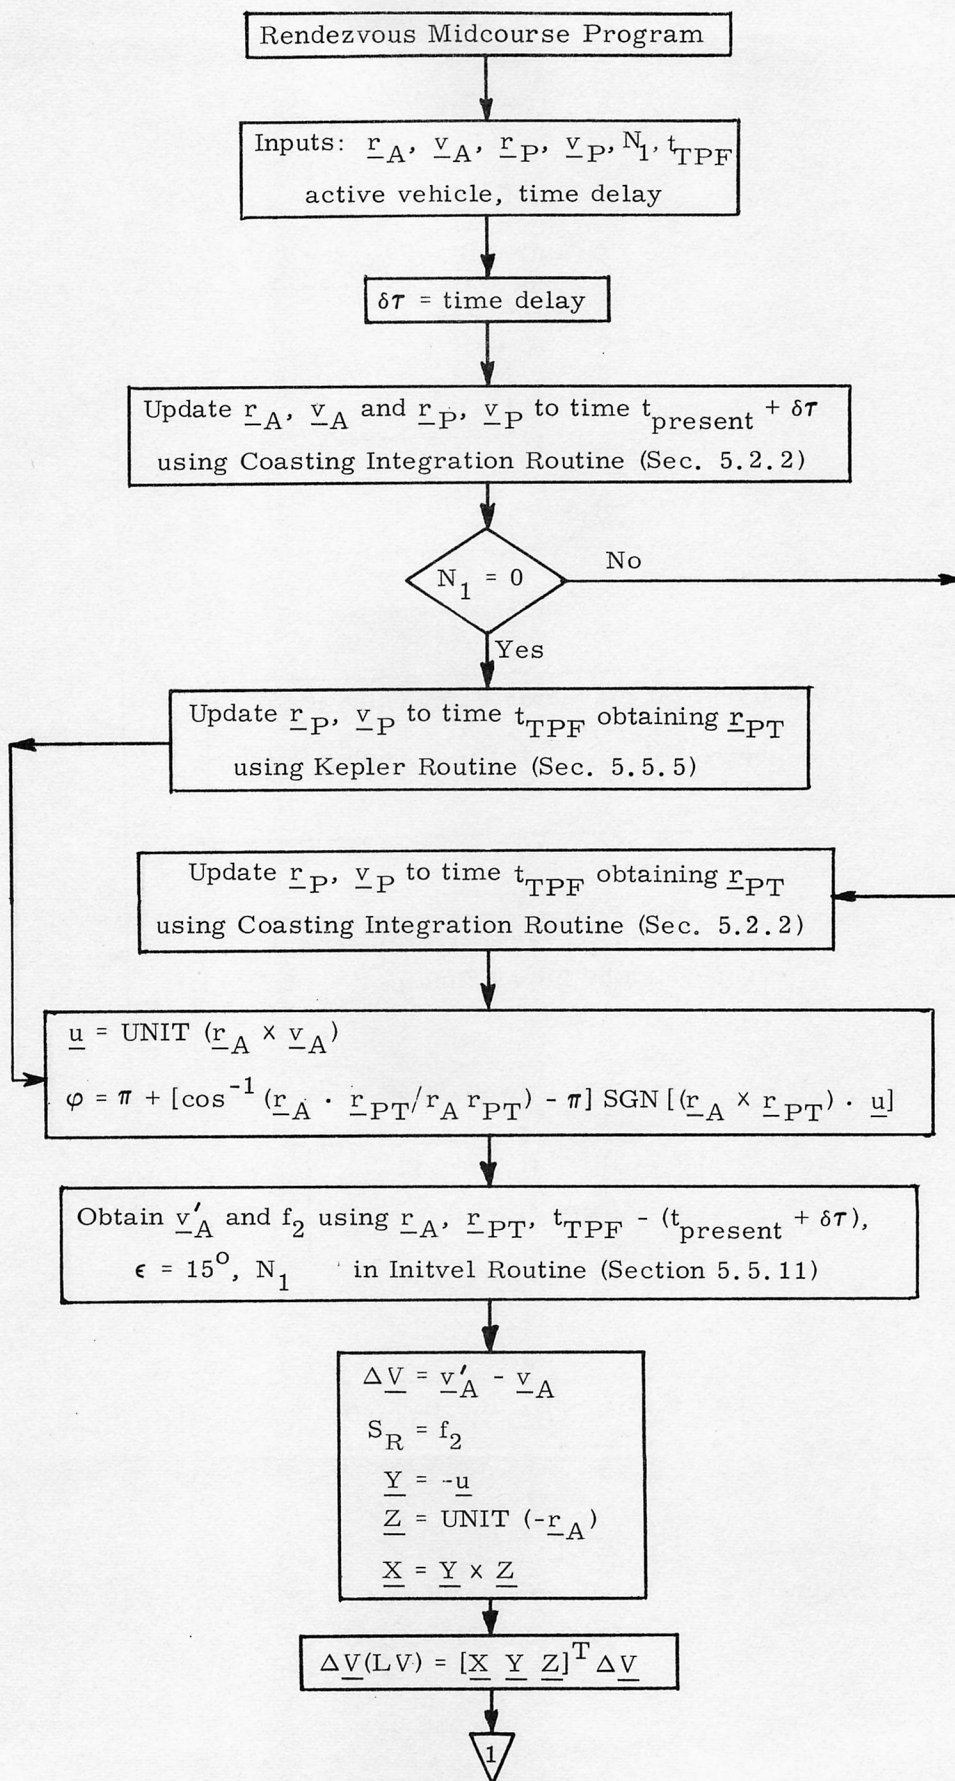 Rendezvous Midcourse Program
Inputs: r_A, v_A, r_P, v_P, N_1, t_TPF
active vehicle, time delay
δτ = time delay
Update r_A, v_A and r_P, v_P to time t_present + δτ
using Coasting Integration Routine (Sec. 5.2.2)
N_1 = 0
No
Yes
Update r_P, v_P to time t_TPF obtaining r_PT
using Kepler Routine (Sec. 5.5.5)
Update r_P, v_P to time t_TPF obtaining r_PT
using Coasting Integration Routine (Sec. 5.2.2)
u = UNIT (r_A × v_A)
φ = π + [cos^-1 (r_A · r_PT/r_A r_PT) - π] SGN [(r_A × r_PT) · u]
Obtain v'_A and f_2 using r_A, r_PT, t_TPF - (t_present + δτ),
ϵ = 15°, N_1 in Initvel Routine (Section 5.5.11)
ΔV = v'_A - v_A
S_R = f_2
Y = -u
Z = UNIT (-r_A)
X = Y × Z
ΔV(LV) = [X Y Z]^T ΔV
1